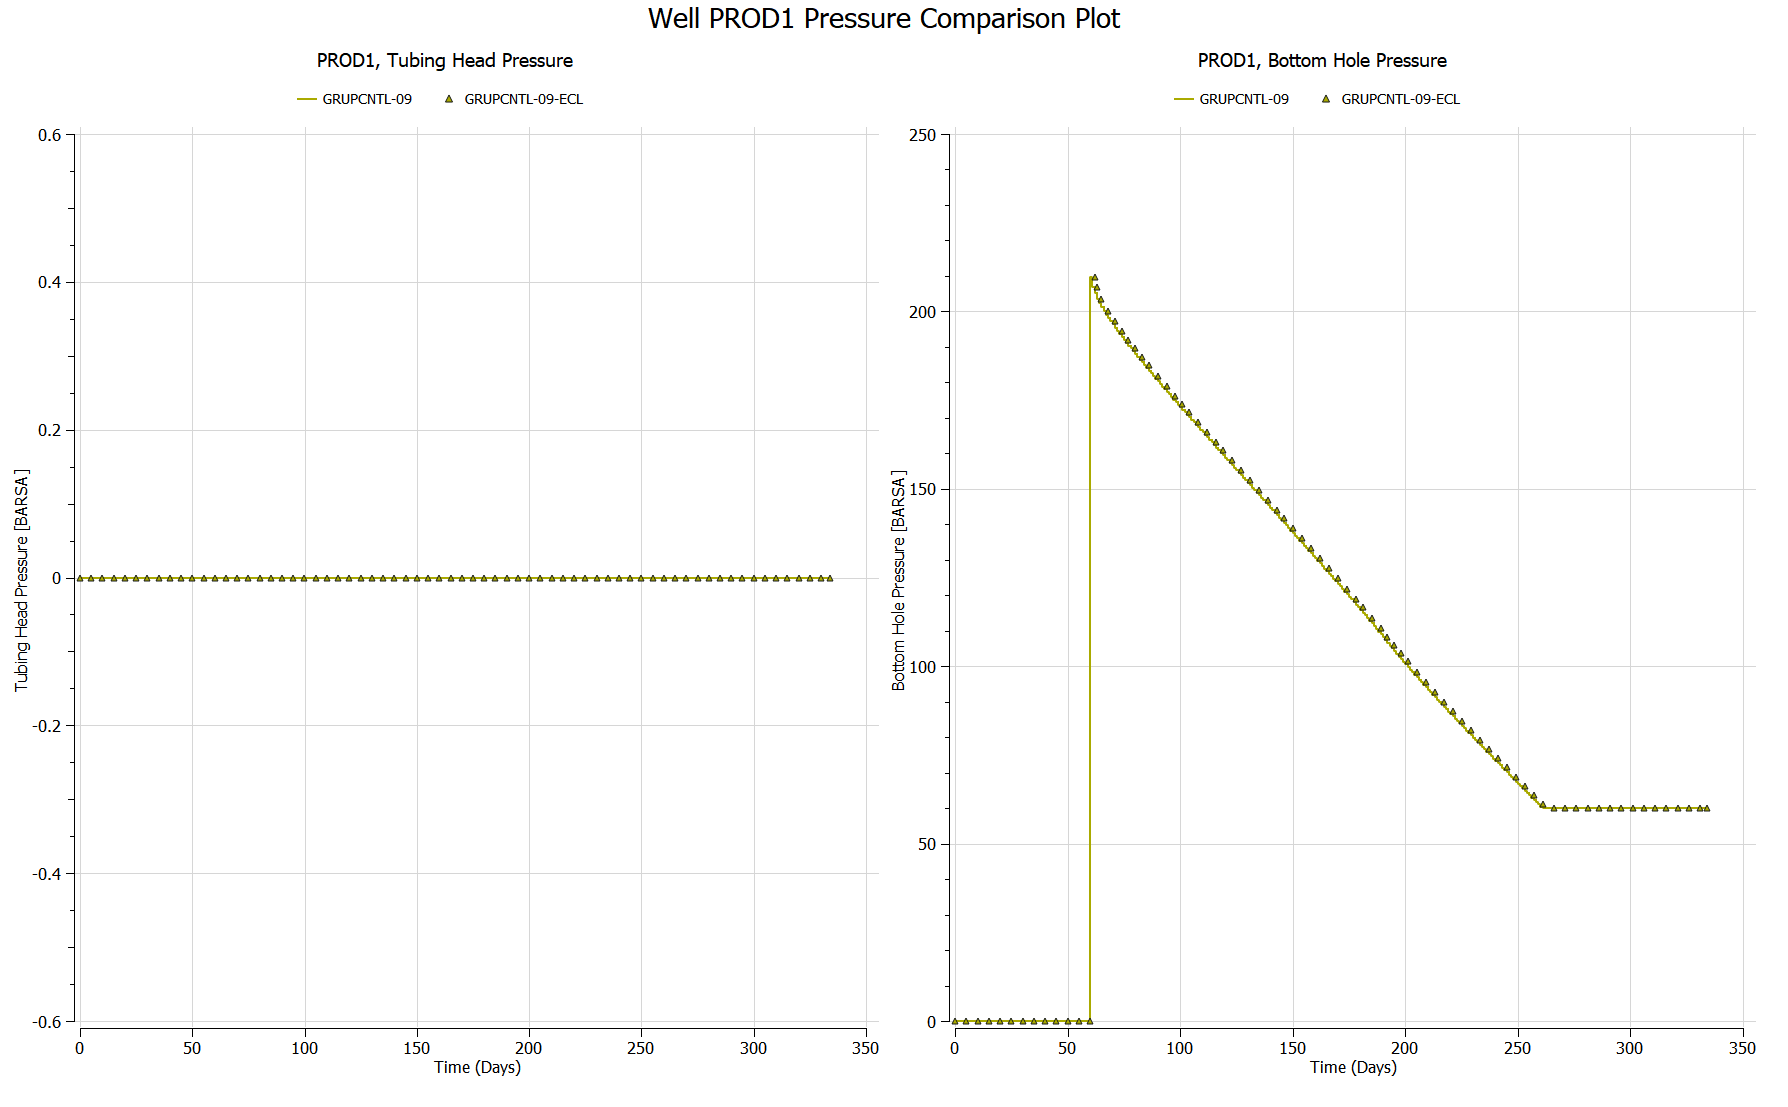 Well PROD1 Pressure Comparison Plot
PROD1, Tubing Head Pressure
GRUPCNTL-09 GRUPCNTL-09-ECL
0.6
0.4
0.2
0
-0.2
-0.4
-0.6
Tubing Head Pressure [BARSA]
0 50 100 150 200 250 300 350
Time (Days)
PROD1, Bottom Hole Pressure
GRUPCNTL-09 GRUPCNTL-09-ECL
250
200
150
100
50
0
Bottom Hole Pressure [BARSA]
0 50 100 150 200 250 300 350
Time (Days)